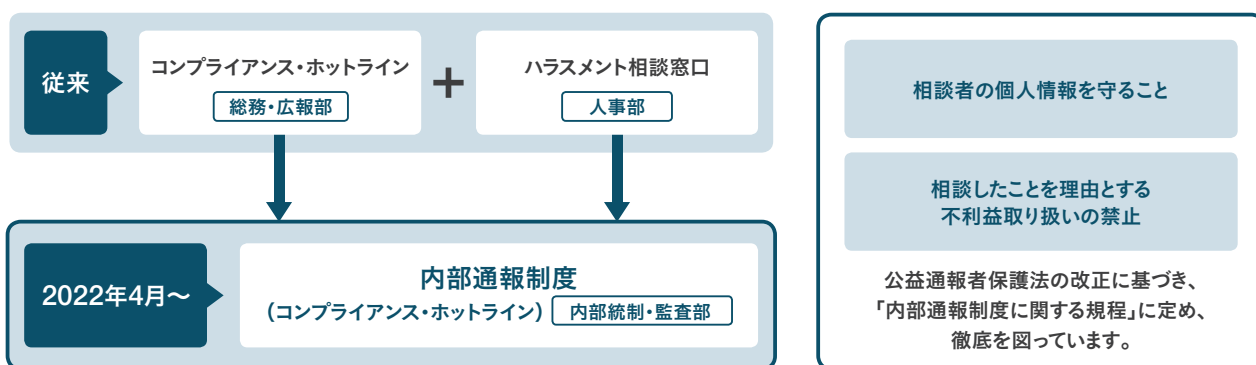 従来
コンプライアンス・ホットライン
総務・広報部
+
ハラスメント相談窓口
人事部
2022年4月〜
内部通報制度
(コンプライアンス・ホットライン) 内部統制・監査部
相談者の個人情報を守ること
相談したことを理由とする
不利益取り扱いの禁止
公益通報者保護法の改正に基づき、
「内部通報制度に関する規程」に定め、
徹底を図っています。